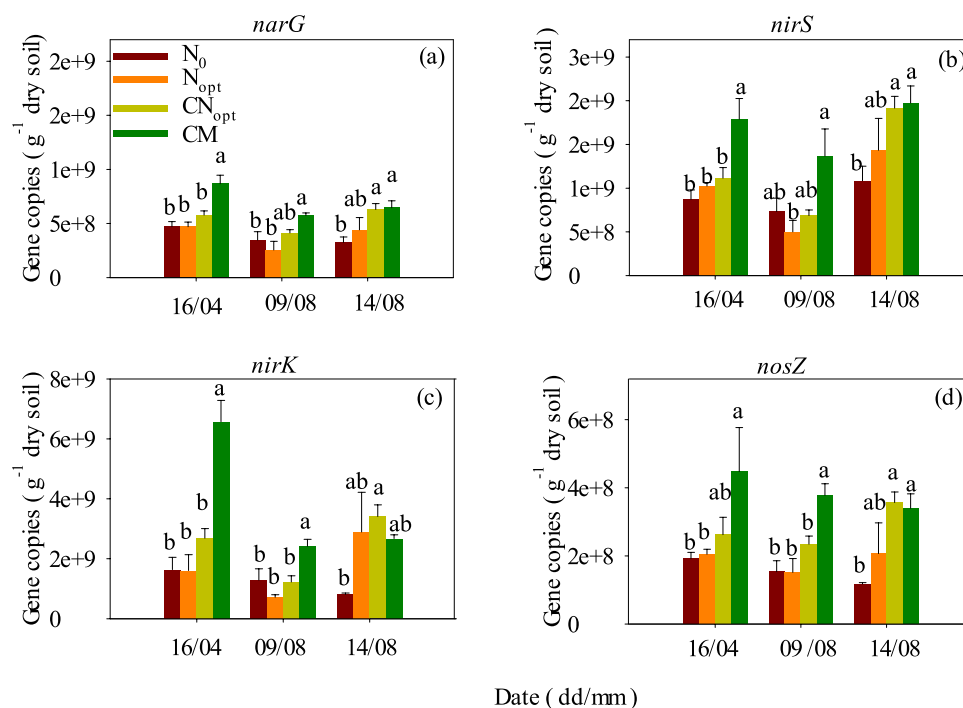 narG
(a)
N0
Nopt
CNopt
CM
Gene copies ( g-1 dry soil )
2e+9
2e+9
1e+9
5e+8
0
b b b a
b b ab a
b ab a a
16/04 09/08 14/08
nirS
(b)
Gene copies ( g-1 dry soil )
3e+9
2e+9
2e+9
1e+9
5e+8
0
b b b a
ab b ab a
b ab a a
16/04 09/08 14/08
nirK
(c)
Gene copies ( g-1 dry soil )
8e+9
6e+9
4e+9
2e+9
0
b b b a
b b b a
b ab a ab
16/04 09/08 14/08
nosZ
(d)
Gene copies ( g-1 dry soil )
6e+8
4e+8
2e+8
0
b b ab a
b b b a
b ab a a
16/04 09 /08 14/08
Date ( dd/mm )